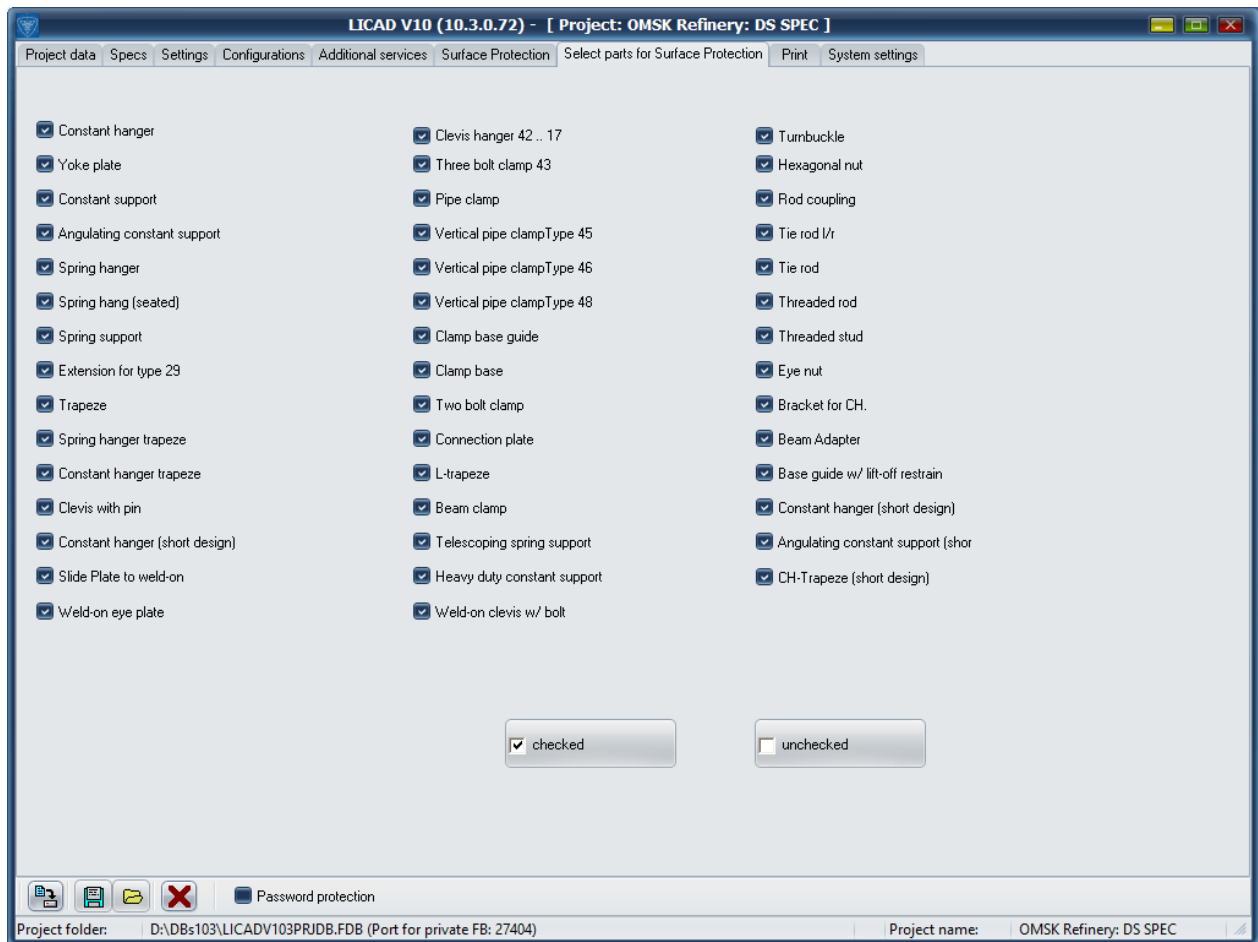 LICAD V10 (10.3.0.72) - [ Project: OMSK Refinery: DS SPEC ]
Project data Specs Settings Configurations Additional services Surface Protection Select parts for Surface Protection Print System settings
Constant hanger
Yoke plate
Constant support
Angulating constant support
Spring hanger
Spring hang (seated)
Spring support
Extension for type 29
Trapeze
Spring hanger trapeze
Constant hanger trapeze
Clevis with pin
Constant hanger (short design)
Slide Plate to weld-on
Weld-on eye plate
Clevis hanger 42 .. 17
Three bolt clamp 43
Pipe clamp
Vertical pipe clampType 45
Vertical pipe clampType 46
Vertical pipe clampType 48
Clamp base guide
Clamp base
Two bolt clamp
Connection plate
L-trapeze
Beam clamp
Telescoping spring support
Heavy duty constant support
Weld-on clevis w/ bolt
Turnbuckle
Hexagonal nut
Rod coupling
Tie rod l/r
Tie rod
Threaded rod
Threaded stud
Eye nut
Bracket for CH.
Beam Adapter
Base guide w/ lift-off restrain
Constant hanger (short design)
Angulating constant support (shor
CH-Trapeze (short design)
checked unchecked
Password protection
Project folder: D:\DBs103\LICADV103PRJDB.FDB (Port for private FB: 27404) Project name: OMSK Refinery: DS SPEC